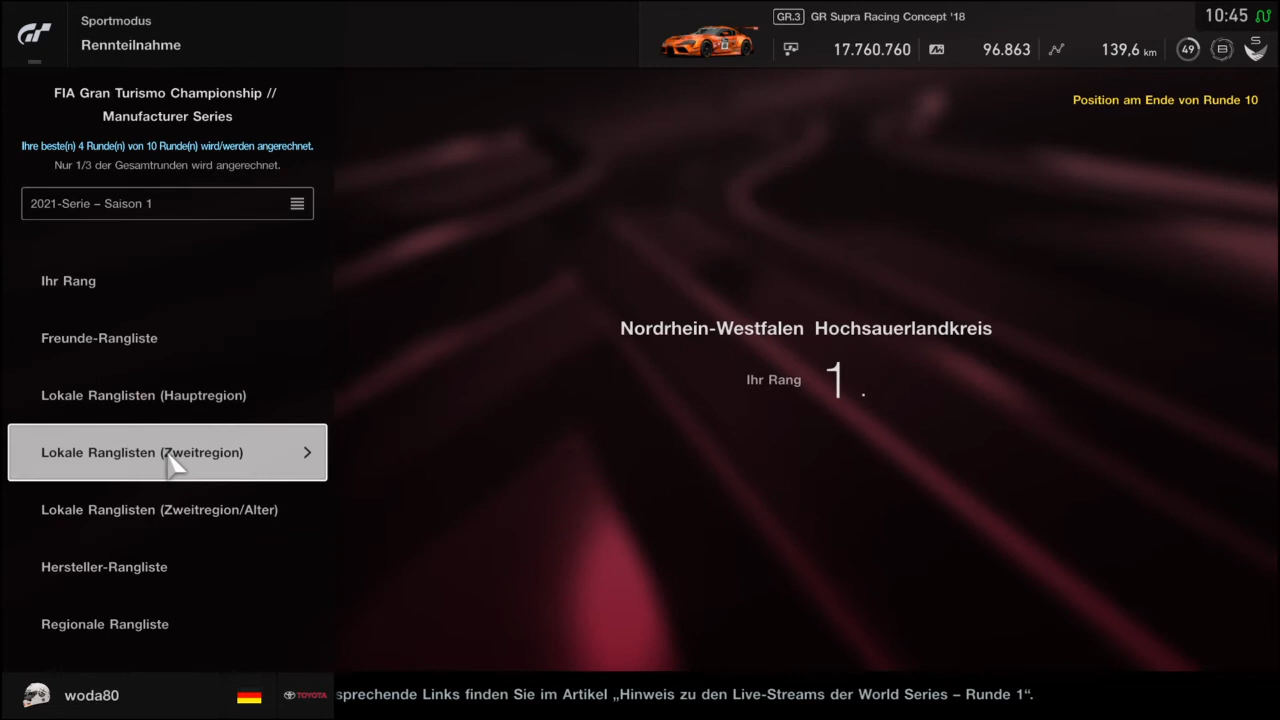 Sportmodus
Rennteilnahme
GR.3 GR Supra Racing Concept '18
17.760.760 96.863 139,6 km 49 B S
10:45
FIA Gran Turismo Championship //
Manufacturer Series
Ihre beste(n) 4 Runde(n) von 10 Runde(n) wird/werden angerechnet.
Nur 1/3 der Gesamtrunden wird angerechnet.
2021-Serie – Saison 1
Position am Ende von Runde 10
Ihr Rang
Freunde-Rangliste
Lokale Ranglisten (Hauptregion)
Lokale Ranglisten (Zweitregion)
Lokale Ranglisten (Zweitregion/Alter)
Hersteller-Rangliste
Regionale Rangliste
Nordrhein-Westfalen Hochsauerlandkreis
Ihr Rang 1.
woda80
TOYOTA
sprechende Links finden Sie im Artikel „Hinweis zu den Live-Streams der World Series – Runde 1“.